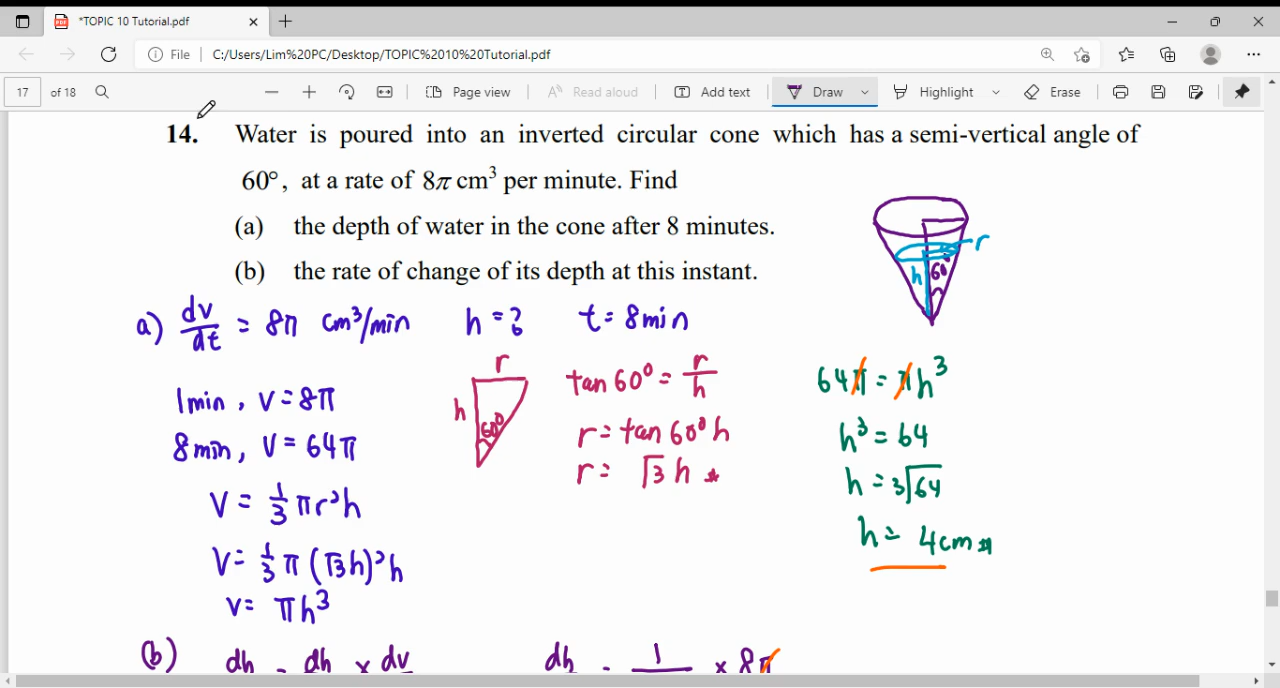 *TOPIC 10 Tutorial.pdf
File | C:/Users/Lim%20PC/Desktop/TOPIC%2010%20Tutorial.pdf
17 of 18 Page view Read aloud Add text Draw Highlight Erase
14. Water is poured into an inverted circular cone which has a semi-vertical angle of
60°, at a rate of 8π cm³ per minute. Find
(a) the depth of water in the cone after 8 minutes.
(b) the rate of change of its depth at this instant.
r
h 60°
a) dv/dt = 8π cm³/min h = ? t = 8min
1min, V = 8π
8min, V = 64π
V = 1/3 πr²h
V = 1/3 π (√3h)²h
V = πh³
r
h
60°
tan 60° = r/h
r = tan 60° h
r = √3 h
64π = πh³
h³ = 64
h = ³√64
h = 4cm
(b) dh = dh × dv dh = 1 × 8π